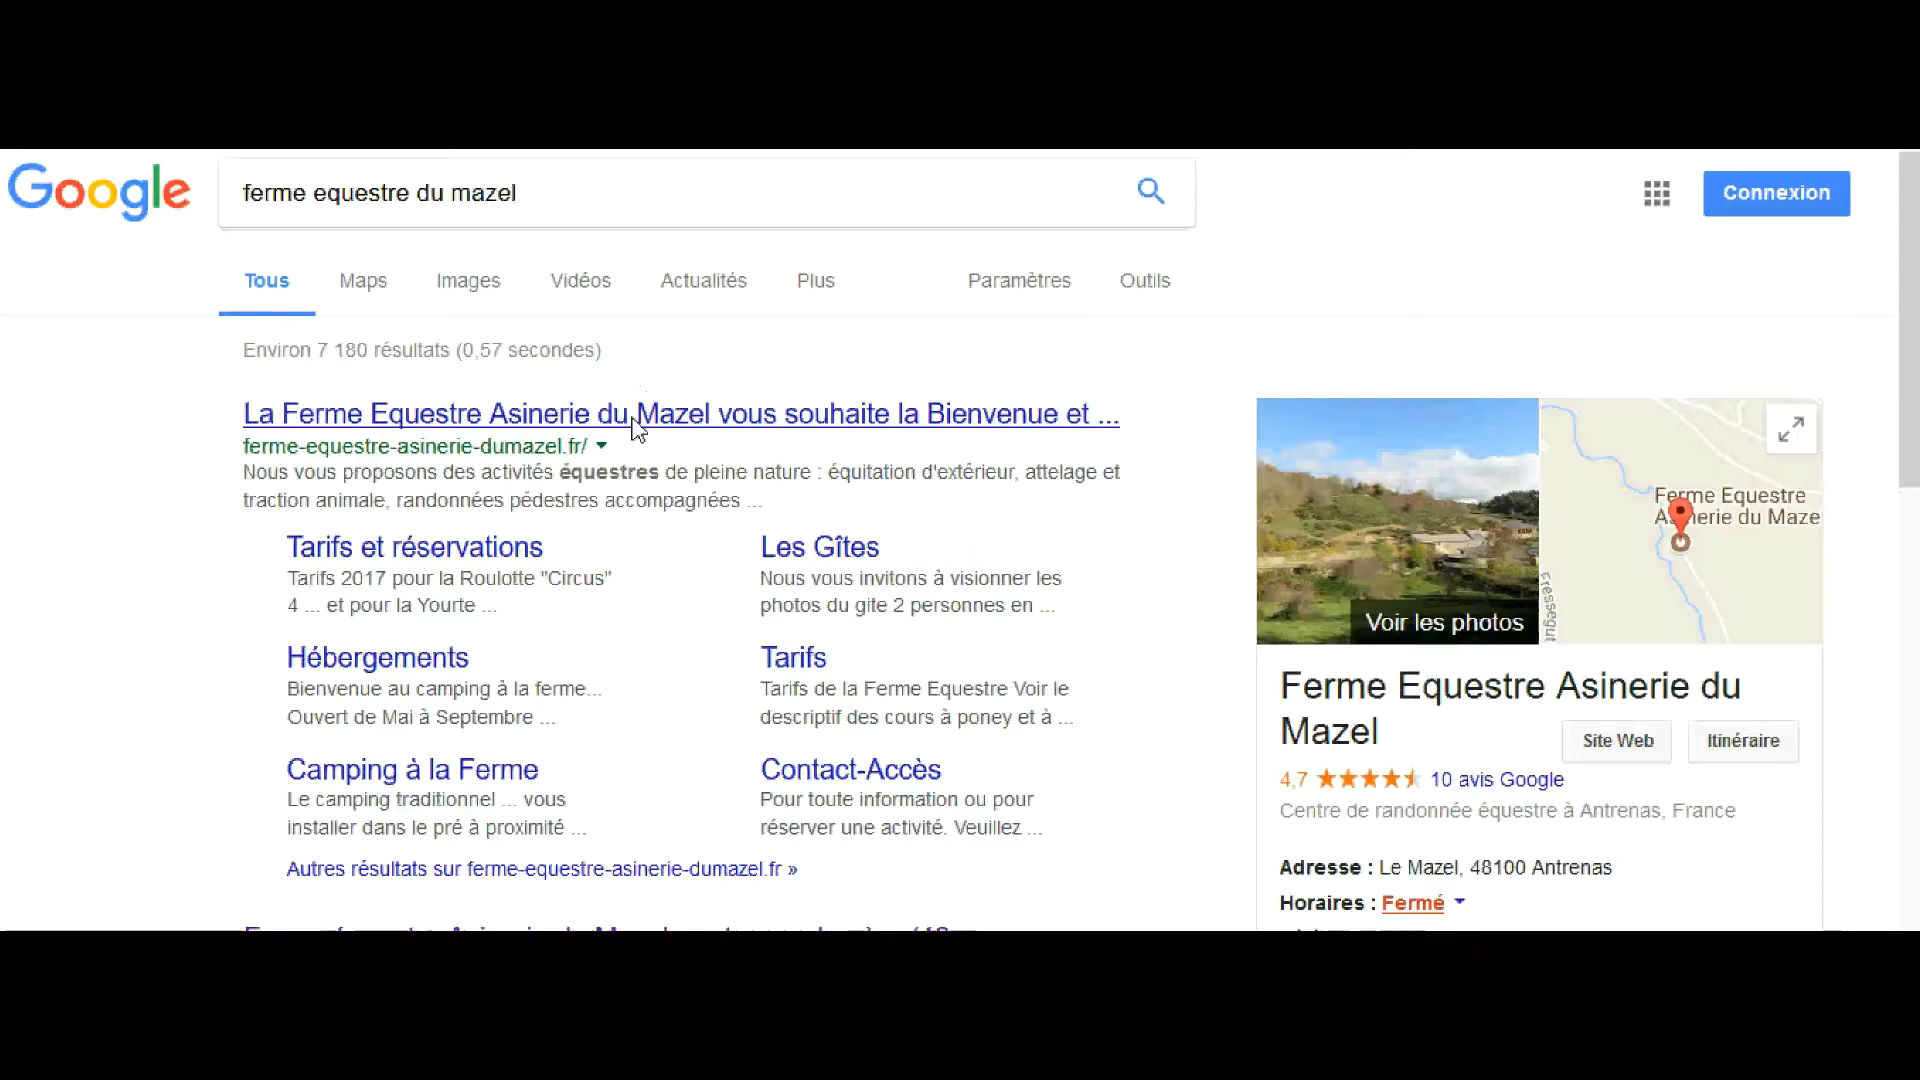 Google
ferme equestre du mazel
Connexion
Tous Maps Images Vidéos Actualités Plus Paramètres Outils
Environ 7 180 résultats (0,57 secondes)
La Ferme Equestre Asinerie du Mazel vous souhaite la Bienvenue et ...
ferme-equestre-asinerie-dumazel.fr/
Nous vous proposons des activités équestres de pleine nature : équitation d'extérieur, attelage et
traction animale, randonnées pédestres accompagnées ...
Tarifs et réservations
Tarifs 2017 pour la Roulotte "Circus"
4 ... et pour la Yourte ...
Les Gîtes
Nous vous invitons à visionner les
photos du gite 2 personnes en ...
Hébergements
Bienvenue au camping à la ferme...
Ouvert de Mai à Septembre ...
Tarifs
Tarifs de la Ferme Equestre Voir le
descriptif des cours à poney et à ...
Camping à la Ferme
Le camping traditionnel ... vous
installer dans le pré à proximité ...
Contact-Accès
Pour toute information ou pour
réserver une activité. Veuillez ...
Autres résultats sur ferme-equestre-asinerie-dumazel.fr »
Voir les photos
Ferme Equestre
Asinerie du Maze
Fressegut
Ferme Equestre Asinerie du
Mazel
Site Web Itinéraire
4,7 10 avis Google
Centre de randonnée équestre à Antrenas, France
Adresse : Le Mazel, 48100 Antrenas
Horaires : Fermé